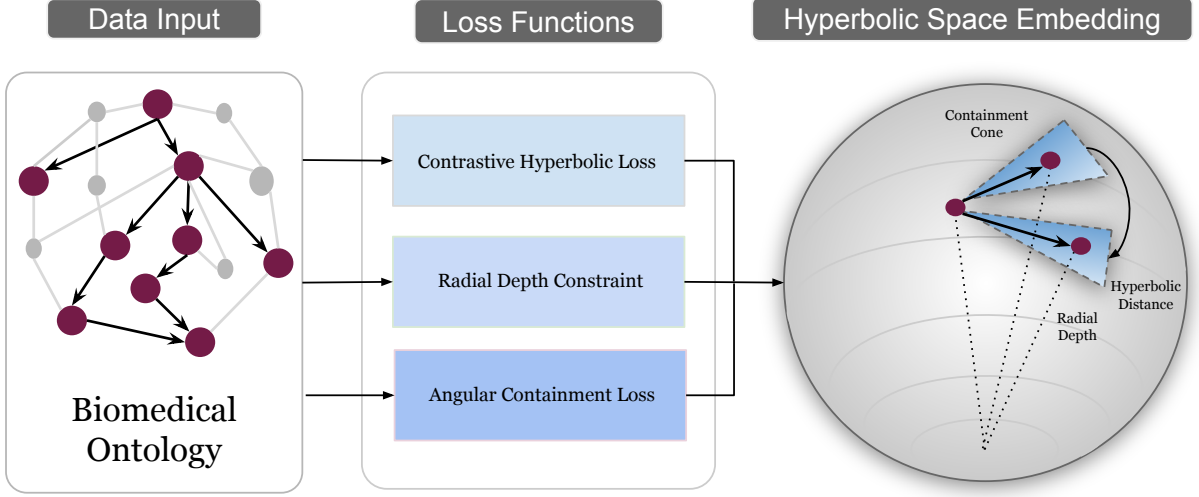 Data Input
Loss Functions
Hyperbolic Space Embedding
Biomedical
Ontology
Contrastive Hyperbolic Loss
Radial Depth Constraint
Angular Containment Loss
Containment
Cone
Hyperbolic
Distance
Radial
Depth